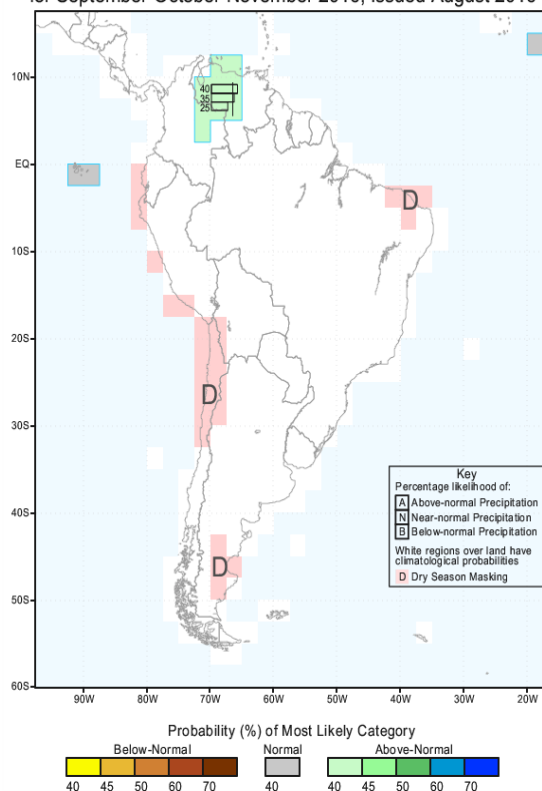 for September-October-November 2010, Issued August 2010
10N
EQ
10S
20S
30S
40S
50S
60S
40
35
25
D
D
D
Key
Percentage likelihood of:
A Above-normal Precipitation
N Near-normal Precipitation
B Below-normal Precipitation
White regions over land have
climatological probabilities
D Dry Season Masking
90W 80W 70W 60W 50W 40W 30W 20W
Probability (%) of Most Likely Category
Below-Normal Normal Above-Normal
40 45 50 60 70 40 40 45 50 60 70